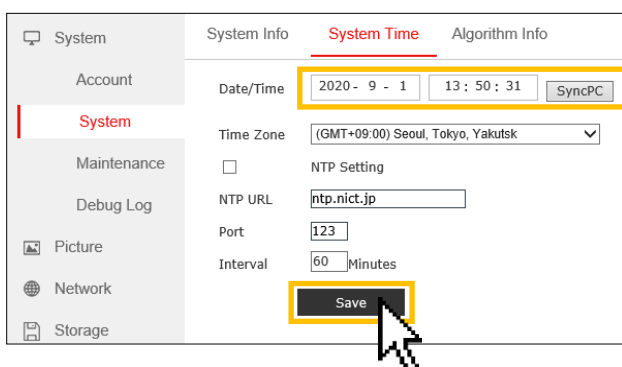 System
Account
System
Maintenance
Debug Log
Picture
Network
Storage
System Info System Time Algorithm Info
Date/Time 2020- 9 - 1 13: 50: 31 SyncPC
Time Zone (GMT+09:00) Seoul, Tokyo, Yakutsk
NTP Setting
NTP URL ntp.nict.jp
Port 123
Interval 60 Minutes
Save